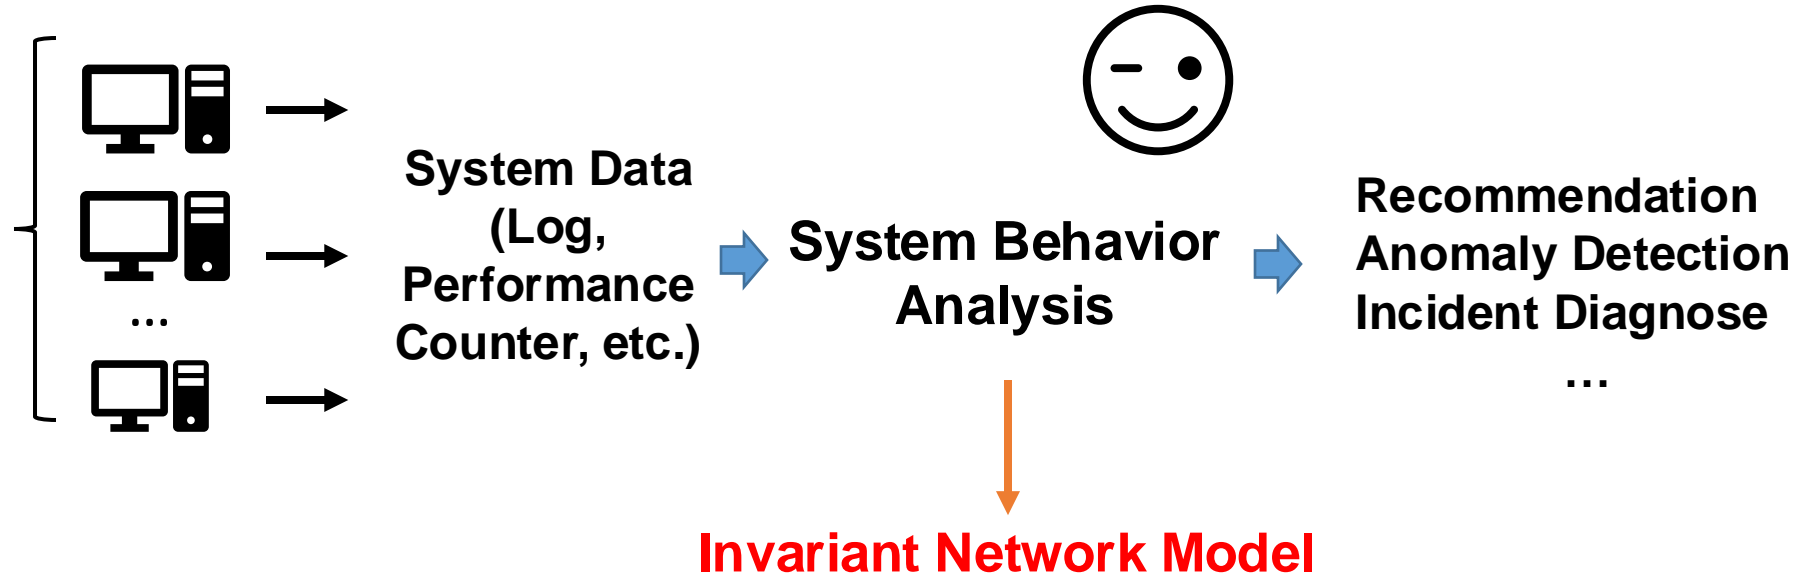 ...
System Data
(Log,
Performance
Counter, etc.)
System Behavior
Analysis
Recommendation
Anomaly Detection
Incident Diagnose
...
Invariant Network Model